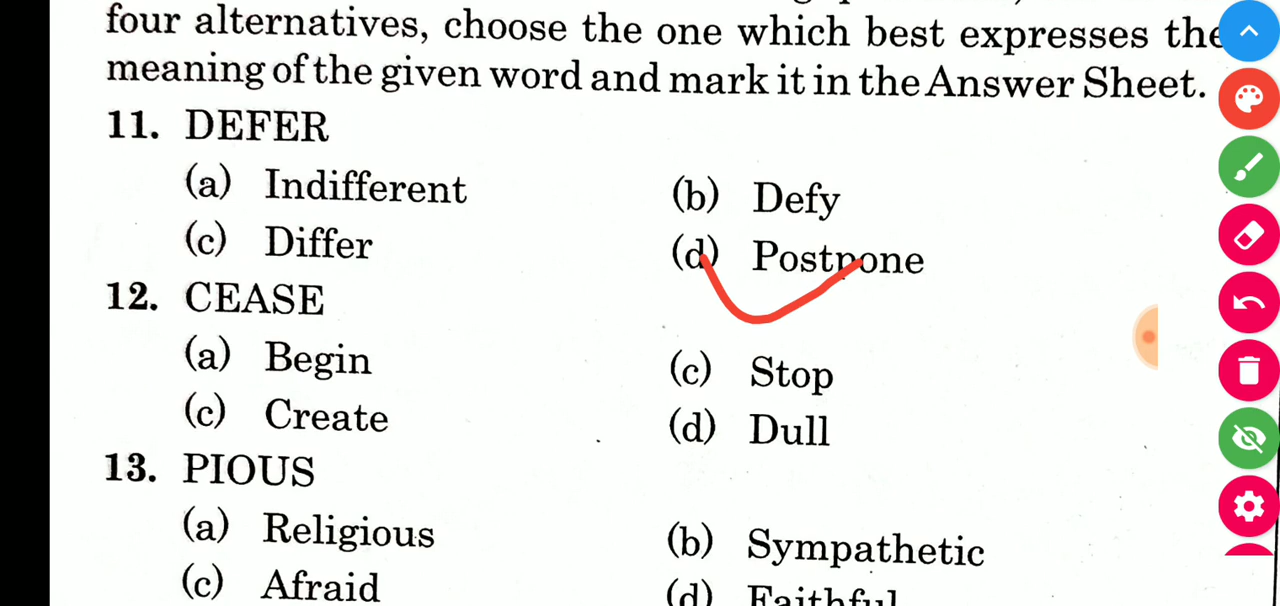 four alternatives, choose the one which best expresses the
meaning of the given word and mark it in the Answer Sheet.
11. DEFER
(a) Indifferent (b) Defy
(c) Differ (d) Postpone
12. CEASE
(a) Begin (c) Stop
(c) Create (d) Dull
13. PIOUS
(a) Religious (b) Sympathetic
(c) Afraid (d) Faithful